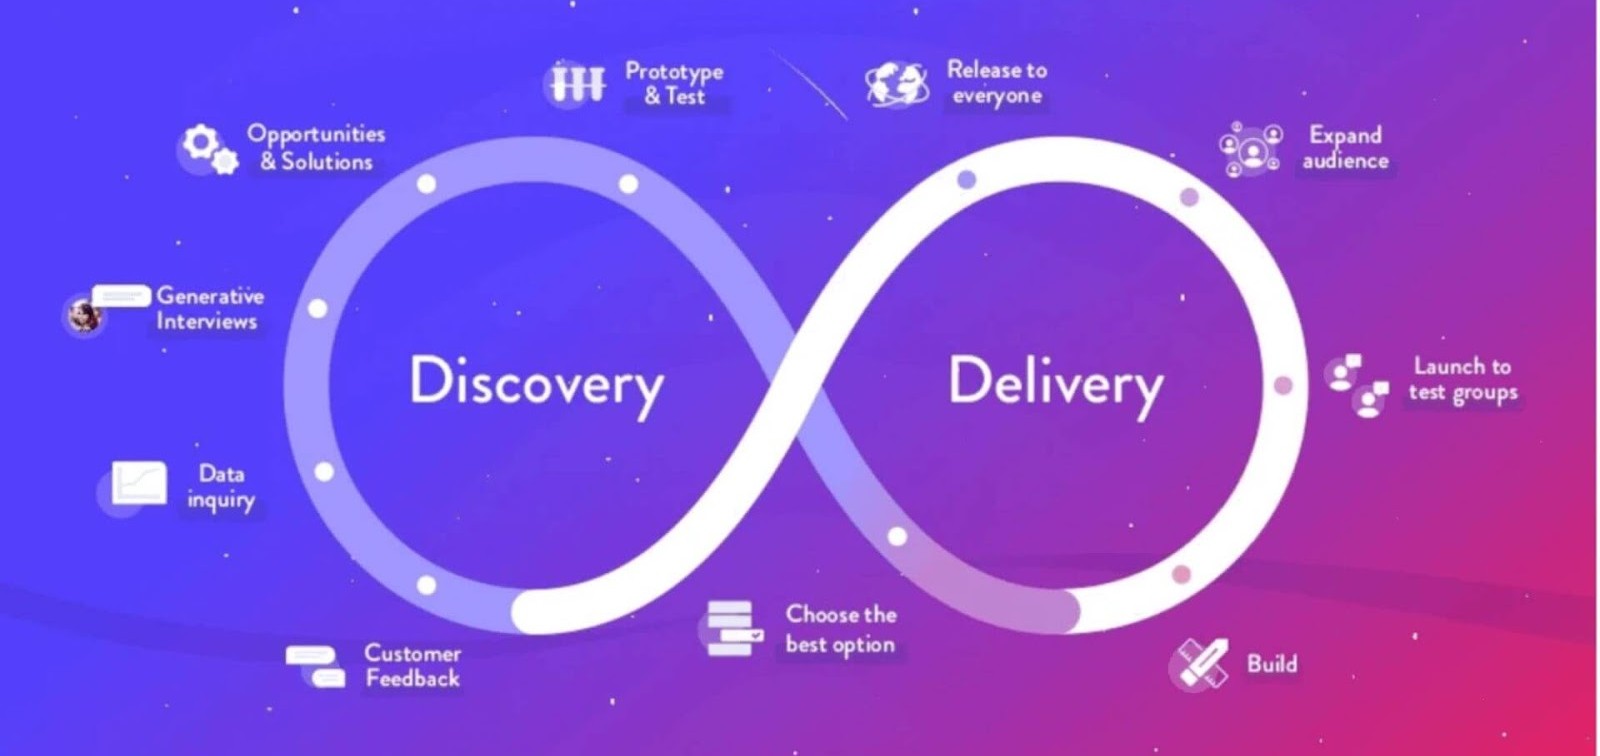 Prototype
& Test
Release to
everyone
Opportunities
& Solutions
Expand
audience
Generative
Interviews
Discovery
Delivery
Launch to
test groups
Data
inquiry
Choose the
best option
Customer
Feedback
Build